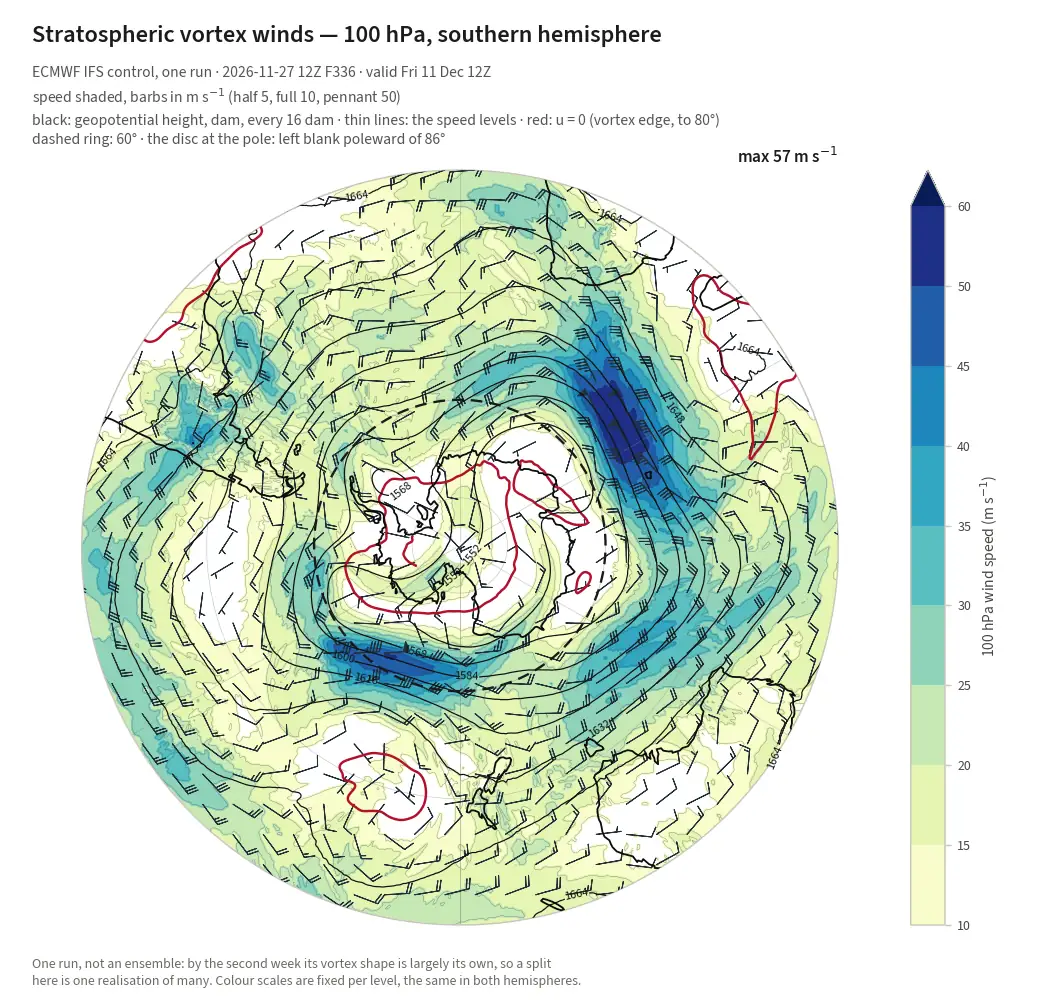 Stratospheric vortex winds — 100 hPa, southern hemisphere
ECMWF IFS control, one run · 2026-11-27 12Z F336 · valid Fri 11 Dec 12Z
speed shaded, barbs in m s⁻¹ (half 5, full 10, pennant 50)
black: geopotential height, dam, every 16 dam · thin lines: the speed levels · red: u = 0 (vortex edge, to 80°)
dashed ring: 60° · the disc at the pole: left blank poleward of 86°
max 57 m s⁻¹
1664
1664
1664
1648
1664
1568
1552
1600
1568
1616
1584
1632
1664
1664
60
50
45
40
35
30
25
20
15
10
100 hPa wind speed (m s⁻¹)
One run, not an ensemble: by the second week its vortex shape is largely its own, so a split
here is one realisation of many. Colour scales are fixed per level, the same in both hemispheres.